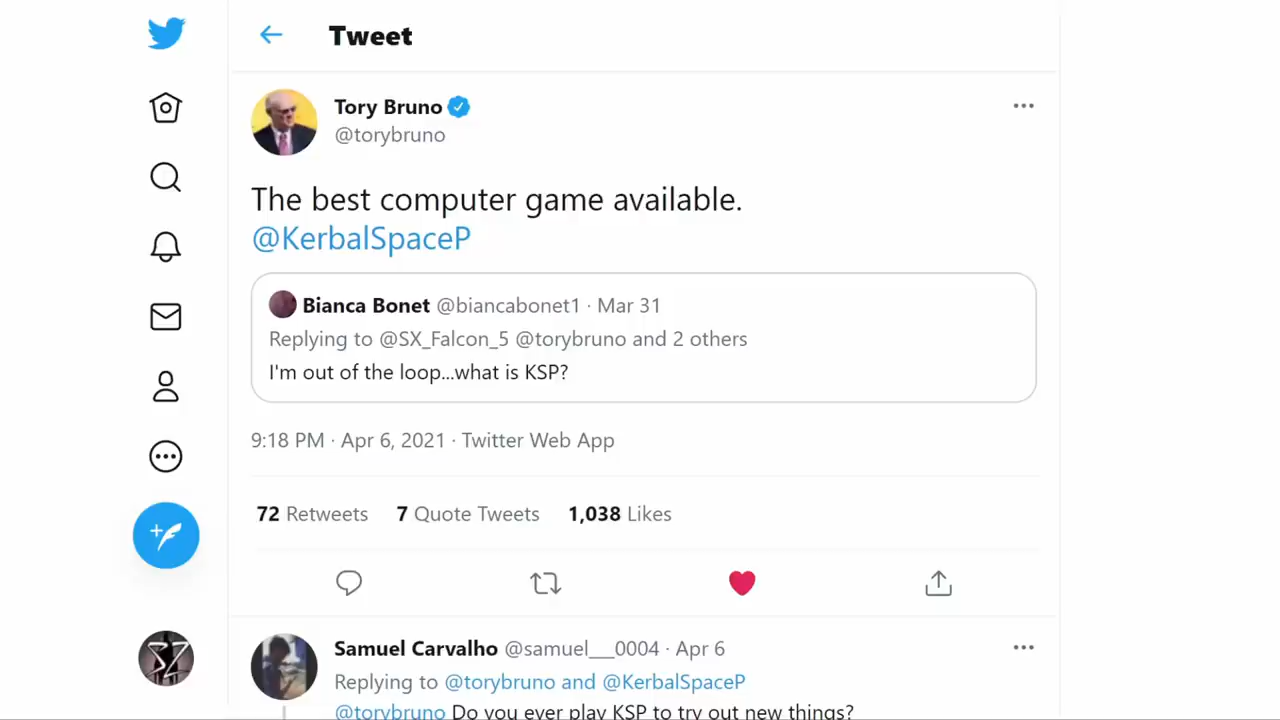 Tweet
Tory Bruno
@torybruno
The best computer game available.
@KerbalSpaceP
Bianca Bonet @biancabonet1 · Mar 31
Replying to @SX_Falcon_5 @torybruno and 2 others
I'm out of the loop...what is KSP?
9:18 PM · Apr 6, 2021 · Twitter Web App
72 Retweets 7 Quote Tweets 1,038 Likes
Samuel Carvalho @samuel___0004 · Apr 6
Replying to @torybruno and @KerbalSpaceP
@torybruno Do you ever play KSP to try out new things?